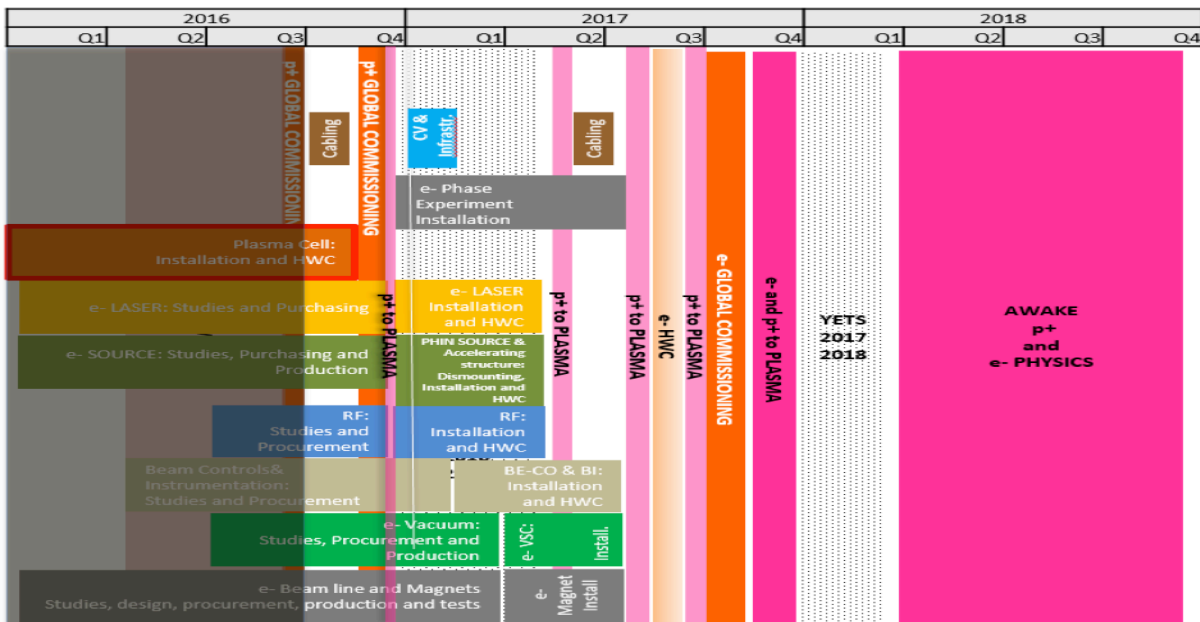 2016
2017
2018
Q1
Q2
Q3
Q4
Q1
Q2
Q3
Q4
Q1
Q2
Q3
Q4
p+ GLOBAL COMMISSIONIN
Cabling
p+ GLOBAL COMMISSIONING
CV &
Infrastr.
Cabling
e- Phase
Experiment
Installation
Plasma Cell:
Installation and HWC
e- LASER: Studies and Purchasing
p+ to PLASMA
e- LASER
Installation
and HWC
e- SOURCE: Studies, Purchasing and
Production
PHIN SOURCE &
Accelerating
structure:
Dismounting,
Installation and
HWC
RF:
Studies and
Procurement
RF:
Installation
and HWC
Beam Controls&
Instrumentation:
Studies and Procurement
BE-CO & BI:
Installation
and HWC
e- Vacuum:
Studies, Procurement and
Production
e- VSC:
Install.
e- Beam line and Magnets
Studies, design, procurement, production and tests
e-
Magnet
Install
p+ to PLASMA
p+ to PLASMA
e- HWC
p+ to PLASMA
e- GLOBAL COMMISSIONING
e- and p+ to PLASMA
YETS
2017
2018
AWAKE
p+
and
e- PHYSICS